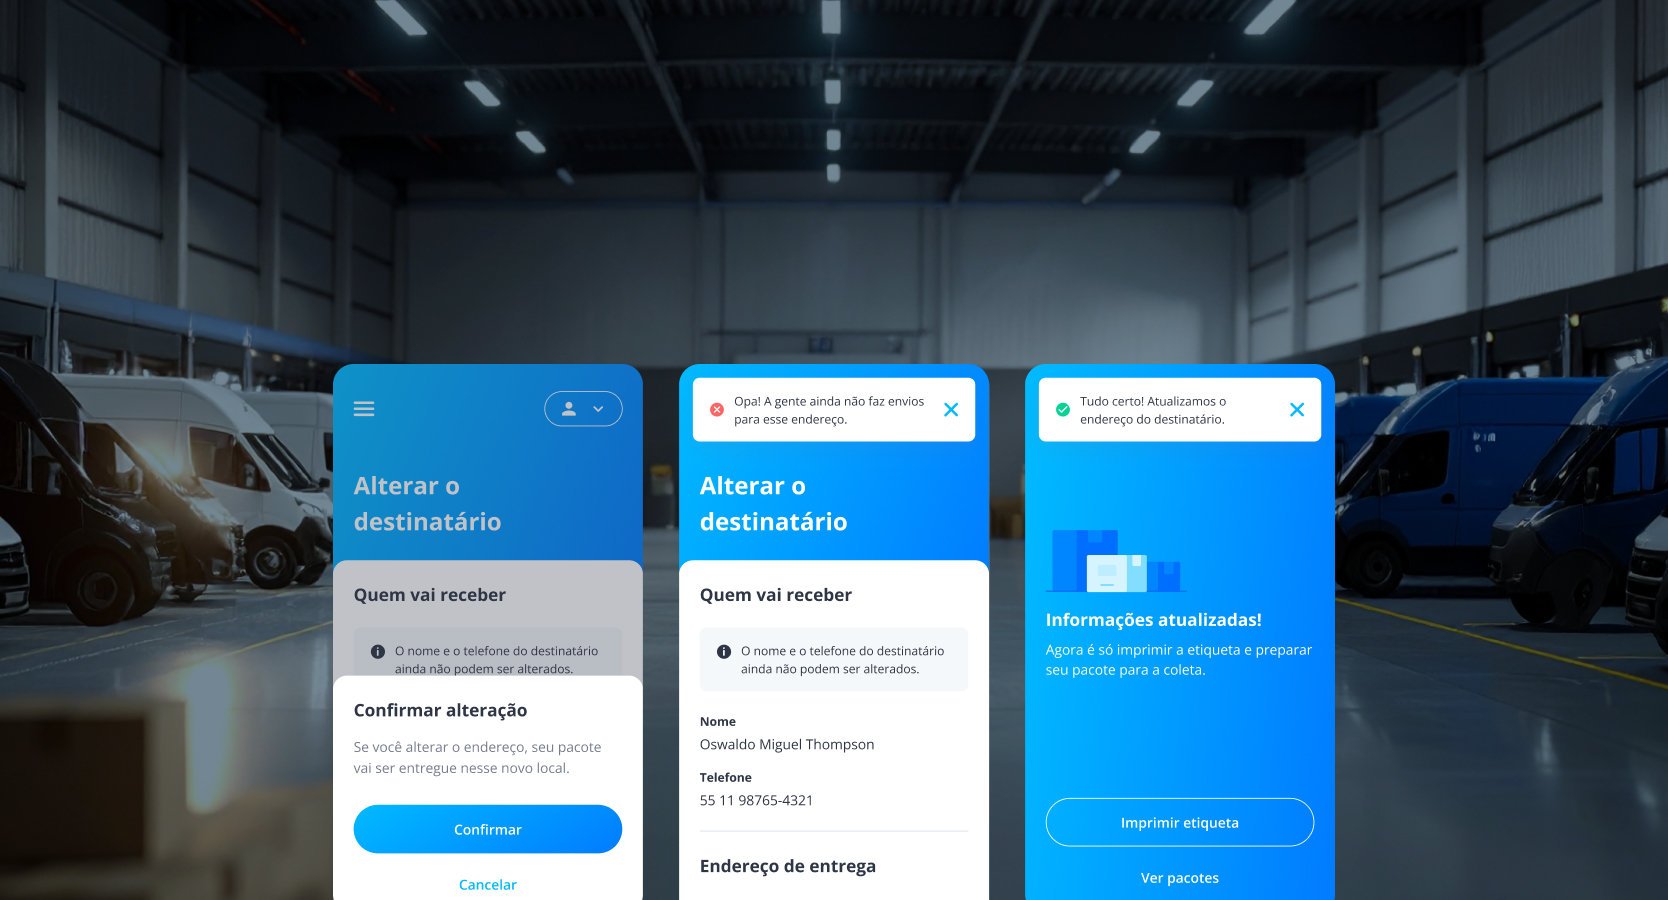 Alterar o
destinatário
Quem vai receber
O nome e o telefone do destinatário
ainda não podem ser alterados.
Confirmar alteração
Se você alterar o endereço, seu pacote
vai ser entregue nesse novo local.
Confirmar
Cancelar
Opa! A gente ainda não faz envios
para esse endereço.
Alterar o
destinatário
Quem vai receber
O nome e o telefone do destinatário
ainda não podem ser alterados.
Nome
Oswaldo Miguel Thompson
Telefone
55 11 98765-4321
Endereço de entrega
Tudo certo! Atualizamos o
endereço do destinatário.
Informações atualizadas!
Agora é só imprimir a etiqueta e preparar
seu pacote para a coleta.
Imprimir etiqueta
Ver pacotes